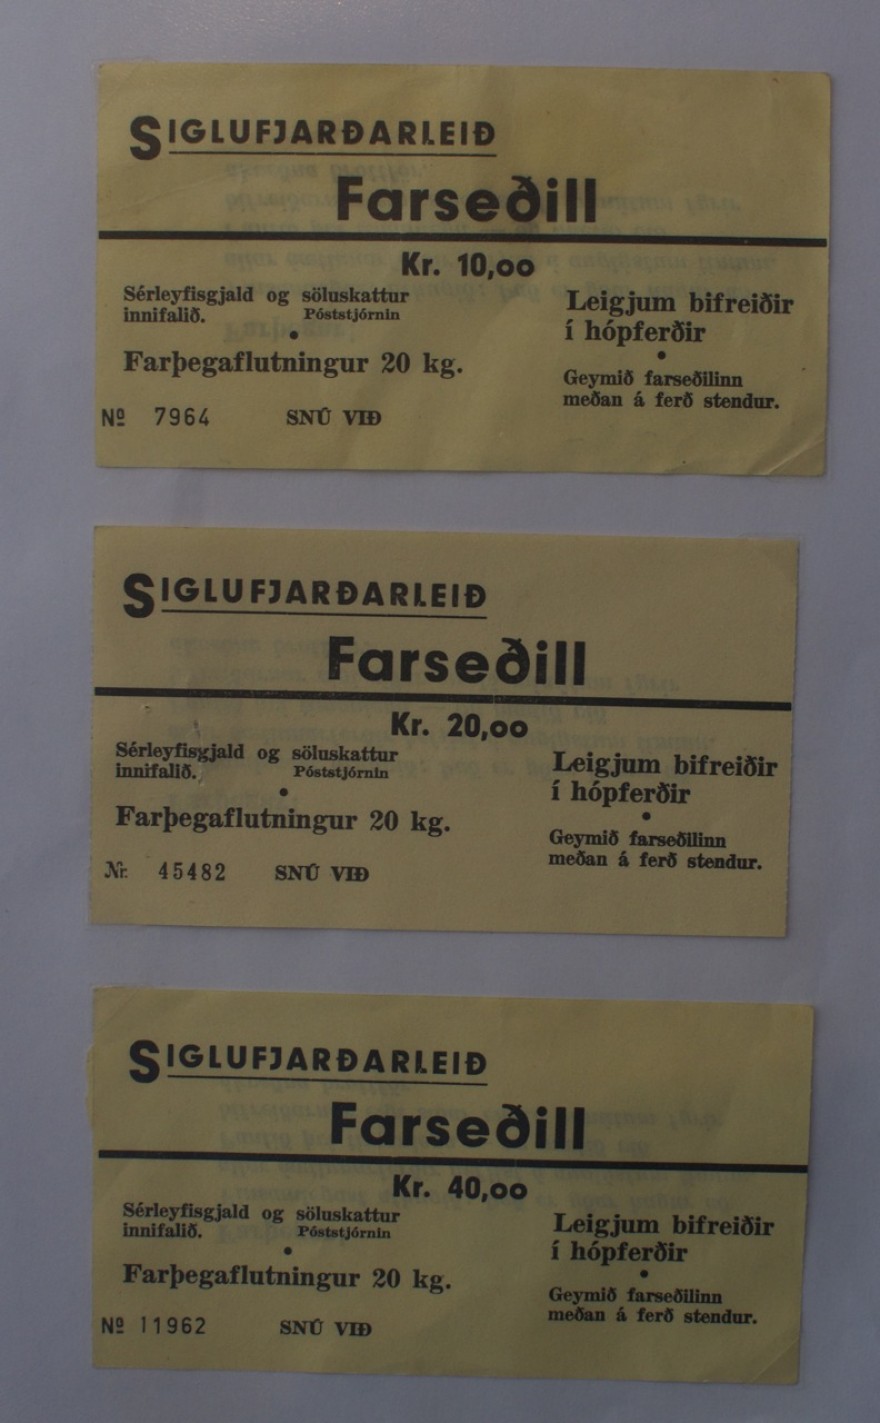 SIGLUFJARÐARLEIÐ
Farseðill
Kr. 10,oo
Sérleyfisgjald og söluskattur
innifalið. Póststjórnin
•
Farþegaflutningur 20 kg.
Nº 7964 SNÚ VIÐ
Leigjum bifreiðir
í hópferðir
•
Geymið farseðilinn
meðan á ferð stendur.
SIGLUFJARÐARLEIÐ
Farseðill
Kr. 20,oo
Sérleyfisgjald og söluskattur
innifalið. Póststjórnin
•
Farþegaflutningur 20 kg.
Nr. 45482 SNÚ VIÐ
Leigjum bifreiðir
í hópferðir
•
Geymið farseðilinn
meðan á ferð stendur.
SIGLUFJARÐARLEIÐ
Farseðill
Kr. 40,oo
Sérleyfisgjald og söluskattur
innifalið. Póststjórnin
•
Farþegaflutningur 20 kg.
Nº 11962 SNÚ VIÐ
Leigjum bifreiðir
í hópferðir
•
Geymið farseðilinn
meðan á ferð stendur.